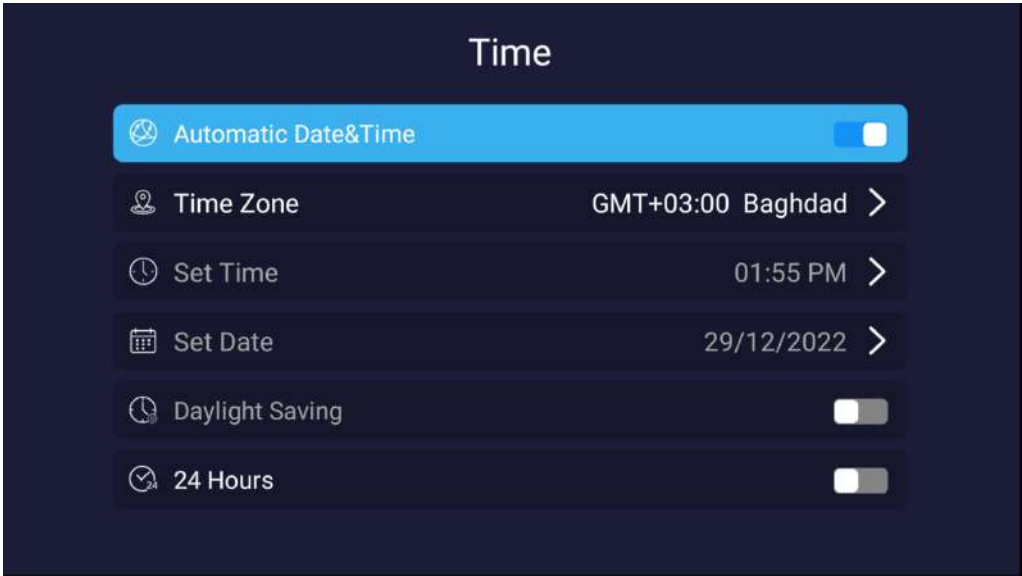 Time
Automatic Date&Time
Time Zone GMT+03:00 Baghdad
Set Time 01:55 PM
Set Date 29/12/2022
Daylight Saving
24 Hours